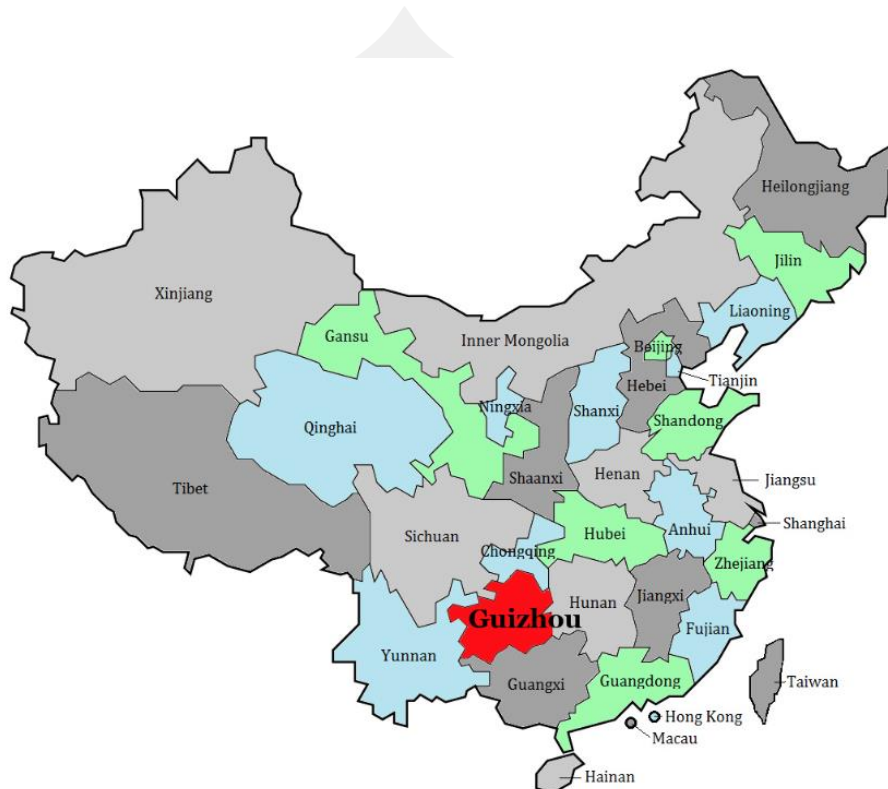 Heilongjiang
Jilin
Xinjiang
Liaoning
Gansu
Inner Mongolia
Beijing
Tianjin
Hebei
Ningxia
Shanxi
Shandong
Qinghai
Henan
Shaanxi
Jiangsu
Tibet
Shanghai
Anhui
Sichuan
Hubei
Chongqing
Zhejiang
Hunan
Jiangxi
Guizhou
Fujian
Yunnan
Guangdong
Taiwan
Guangxi
Hong Kong
Macau
Hainan